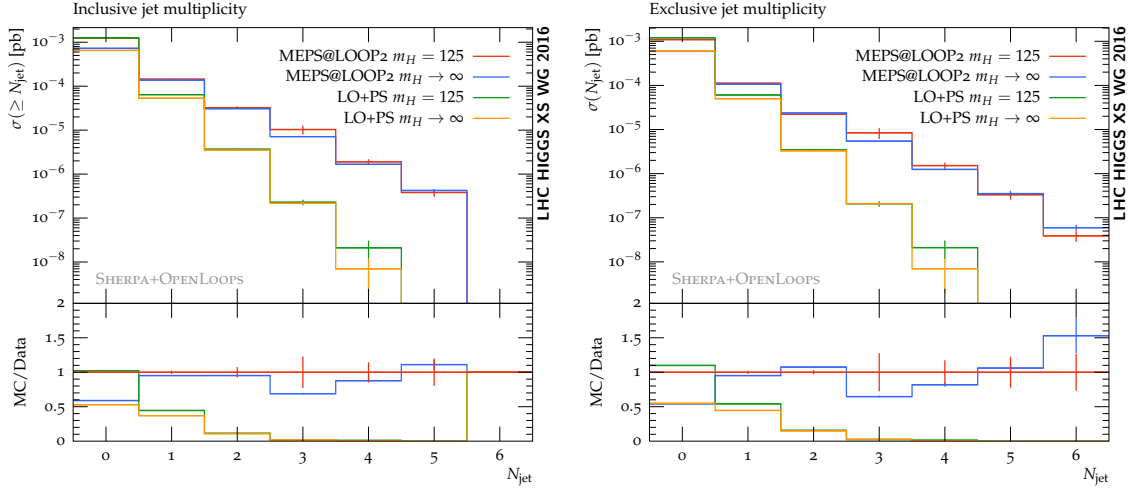 Inclusive jet multiplicity
σ(≥ N_jet) [pb]
10⁻³
10⁻⁴
10⁻⁵
10⁻⁶
10⁻⁷
10⁻⁸
MEPS@LOOP2 m_H = 125
MEPS@LOOP2 m_H → ∞
LO+PS m_H = 125
LO+PS m_H → ∞
LHC HIGGS XS WG 2016
SHERPA+OPENLOOPS
MC/Data
2
1.5
1
0.5
0
0 1 2 3 4 5 6
N_jet
Exclusive jet multiplicity
σ(N_jet) [pb]
10⁻³
10⁻⁴
10⁻⁵
10⁻⁶
10⁻⁷
10⁻⁸
MEPS@LOOP2 m_H = 125
MEPS@LOOP2 m_H → ∞
LO+PS m_H = 125
LO+PS m_H → ∞
LHC HIGGS XS WG 2016
SHERPA+OPENLOOPS
MC/Data
2
1.5
1
0.5
0
0 1 2 3 4 5 6
N_jet